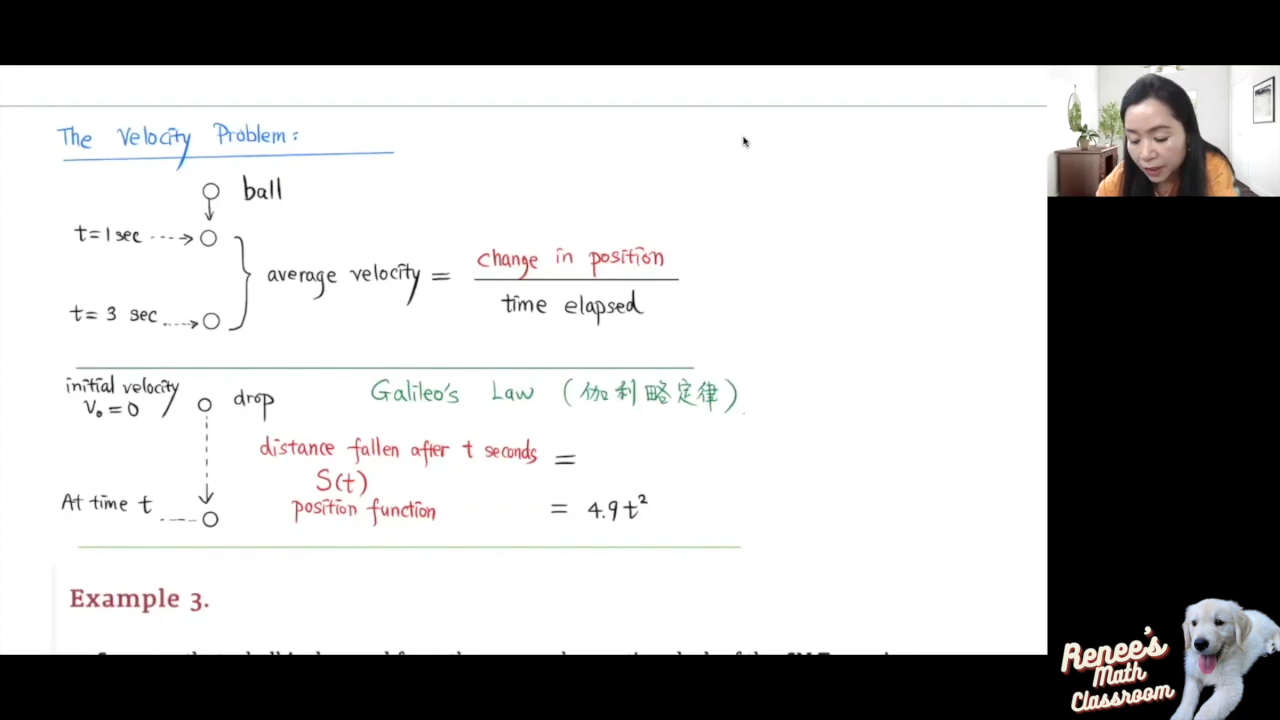 The Velocity Problem:
ball
t=1 sec
average velocity = change in position
time elapsed
t= 3 sec
initial velocity
V₀ = 0
drop
Galileo's Law (伽利略定律)
distance fallen after t seconds =
S(t)
position function = 4.9t²
At time t
Example 3.
Renee's
Math
Classroom